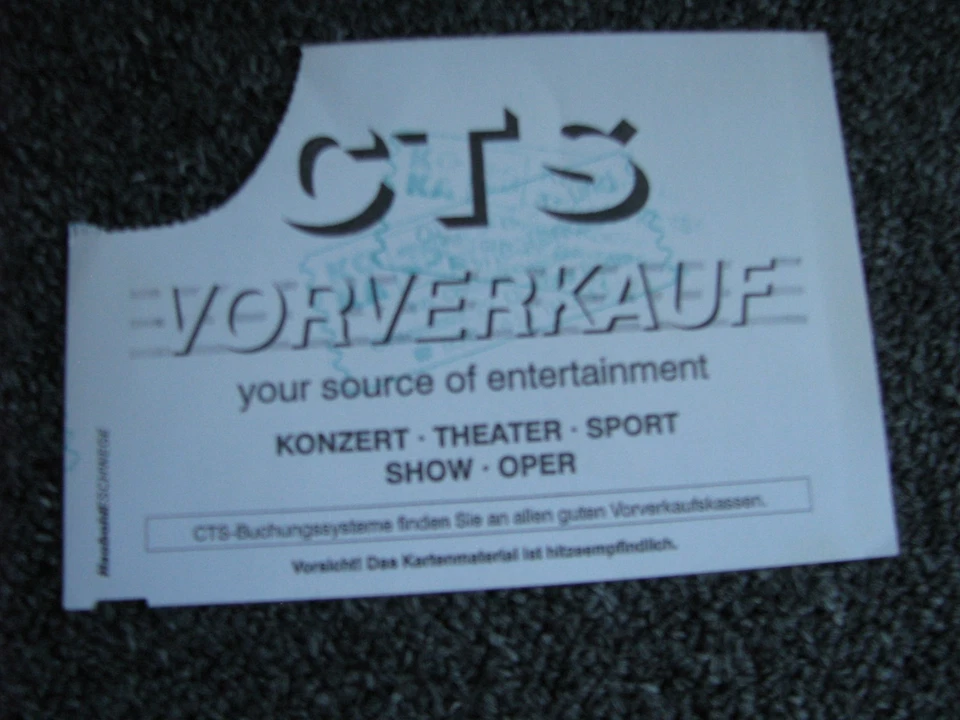 CTS
VORVERKAUF
your source of entertainment
KONZERT · THEATER · SPORT
SHOW · OPER
CTS-Buchungssysteme finden Sie an allen guten Vorverkaufskassen.
Vorsicht! Das Kartenmaterial ist hitzeempfindlich.